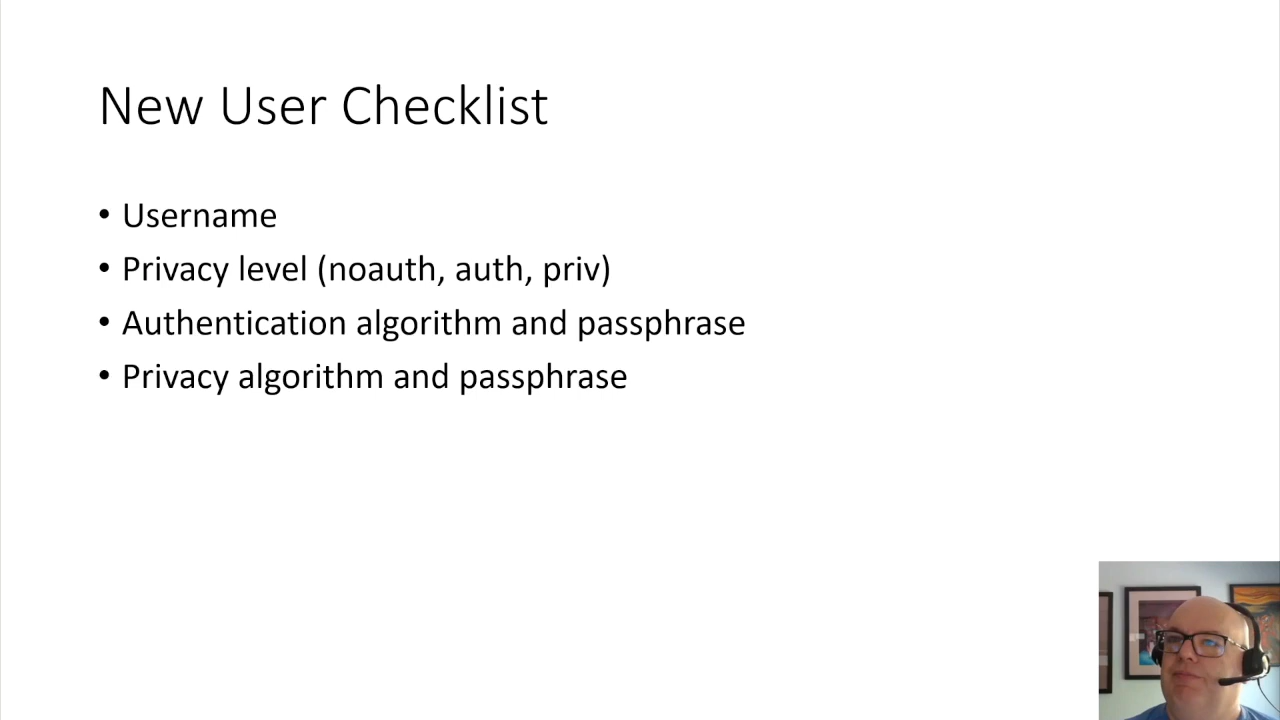 New User Checklist
• Username
• Privacy level (noauth, auth, priv)
• Authentication algorithm and passphrase
• Privacy algorithm and passphrase